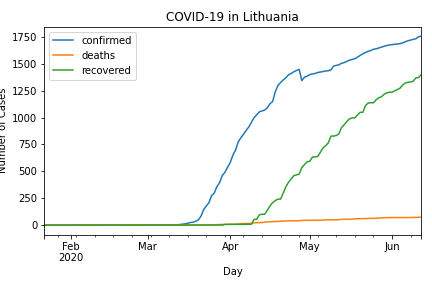 COVID-19 in Lithuania
confirmed
deaths
recovered
1750
1500
1250
1000
750
500
250
0
Number of Cases
Feb
2020
Mar
Apr
May
Jun
Day